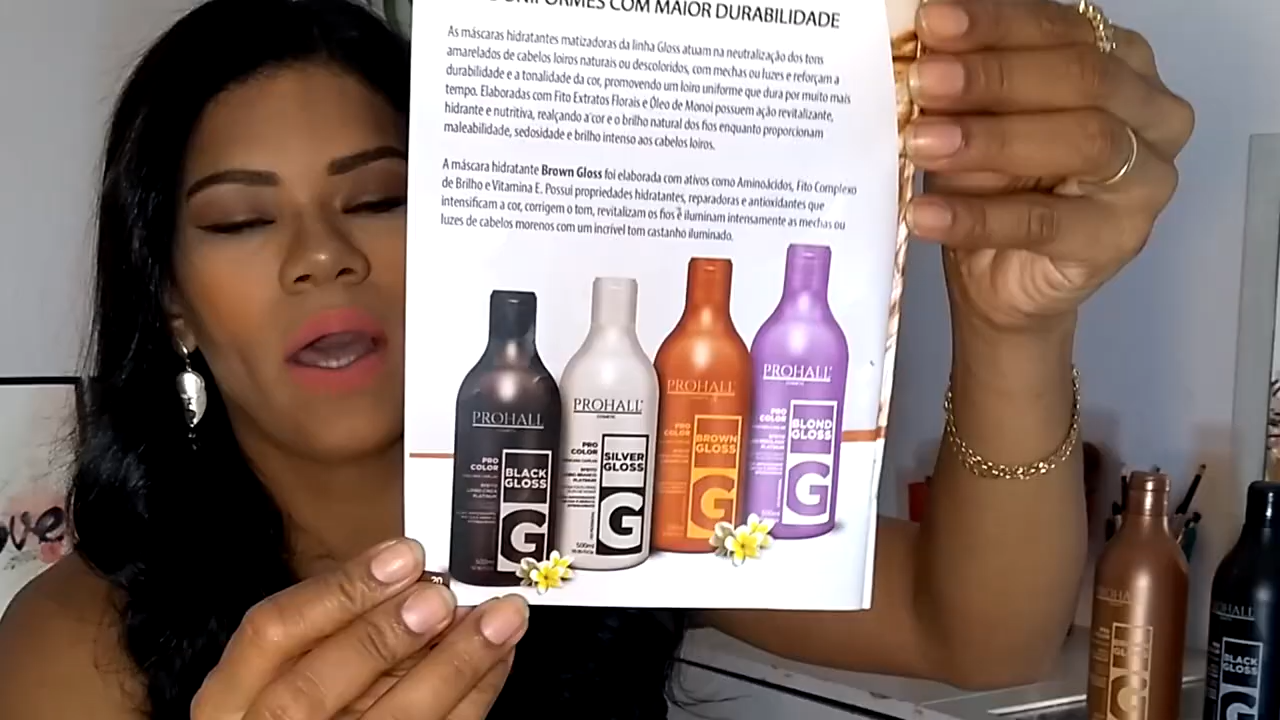 UNIFORMES COM MAIOR DURABILIDADE
As máscaras hidratantes matizadoras da linha Gloss atuam na neutralização dos tons
amarelados de cabelos loiros naturais ou descoloridos, com mechas ou luzes e reforçam a
durabilidade e a tonalidade da cor, promovendo um loiro uniforme que dura por muito mais
tempo. Elaboradas com Fito Extratos Florais e Óleo de Monoi possuem ação revitalizante,
hidrante e nutritiva, realçando a cor e o brilho natural dos fios enquanto proporcionam
maleabilidade, sedosidade e brilho intenso aos cabelos loiros.
A máscara hidratante Brown Gloss foi elaborada com ativos como Aminoácidos, Fito Complexo
de Brilho e Vitamina E. Possui propriedades hidratantes, reparadoras e antioxidantes que
intensificam a cor, corrigem o tom, revitalizam os fios e iluminam intensamente as mechas ou
luzes de cabelos morenos com um incrível tom castanho iluminado.
PROHALL
PRO
COLOR
BLACK
GLOSS
G
500ml
PROHALL
PRO
COLOR
SILVER
GLOSS
G
500ml
PROHALL
PRO
COLOR
BROWN
GLOSS
G
PROHALL
PRO
COLOR
BLOND
GLOSS
G
20
ove
PROHALL
PROHALL
BLACK
GLOSS